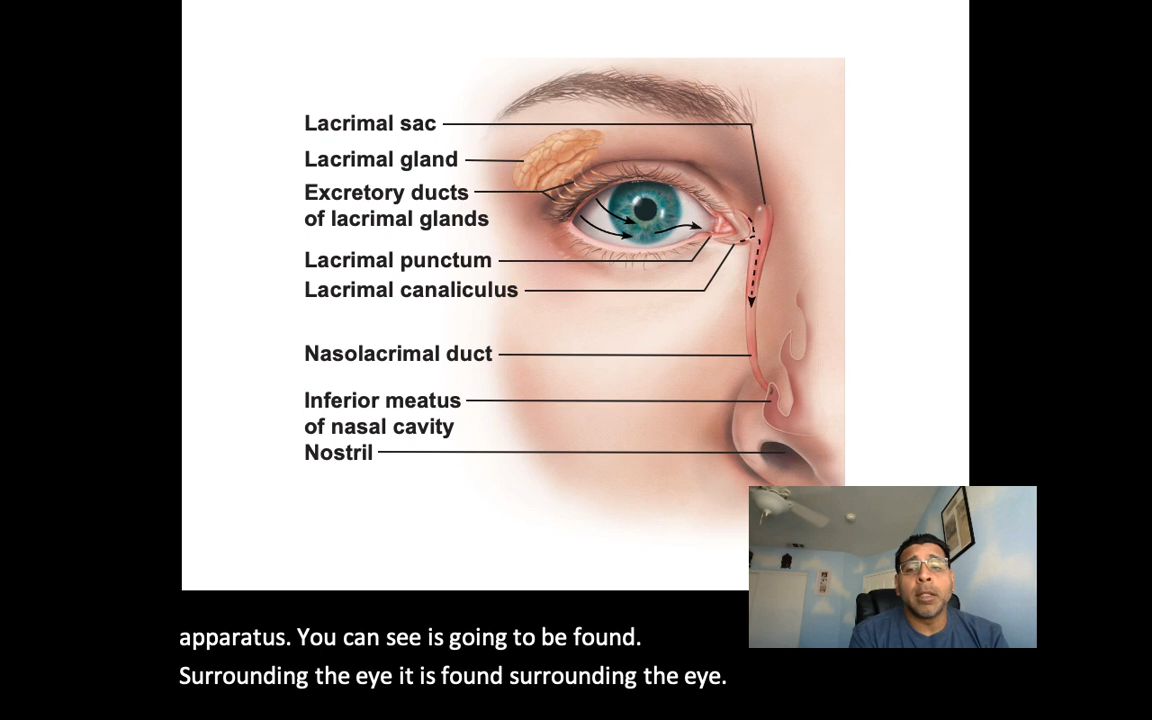 Lacrimal sac
Lacrimal gland
Excretory ducts
of lacrimal glands
Lacrimal punctum
Lacrimal canaliculus
Nasolacrimal duct
Inferior meatus
of nasal cavity
Nostril
apparatus. You can see is going to be found.
Surrounding the eye it is found surrounding the eye.